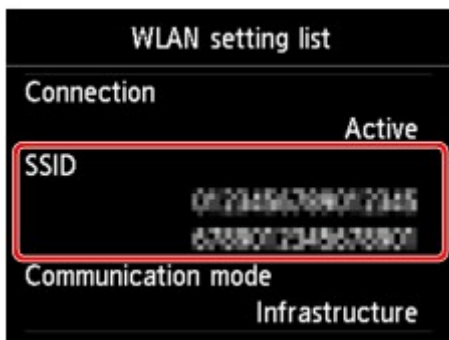 WLAN setting list
Connection
Active
SSID
Communication mode
Infrastructure